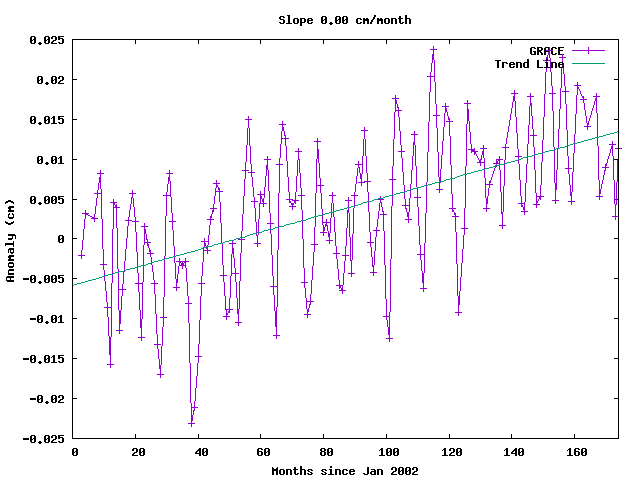 Slope 0.00 cm/month
GRACE
Trend Line
0.025
0.02
0.015
0.01
0.005
0
-0.005
-0.01
-0.015
-0.02
-0.025
Anomaly (cm)
0 20 40 60 80 100 120 140 160
Months since Jan 2002